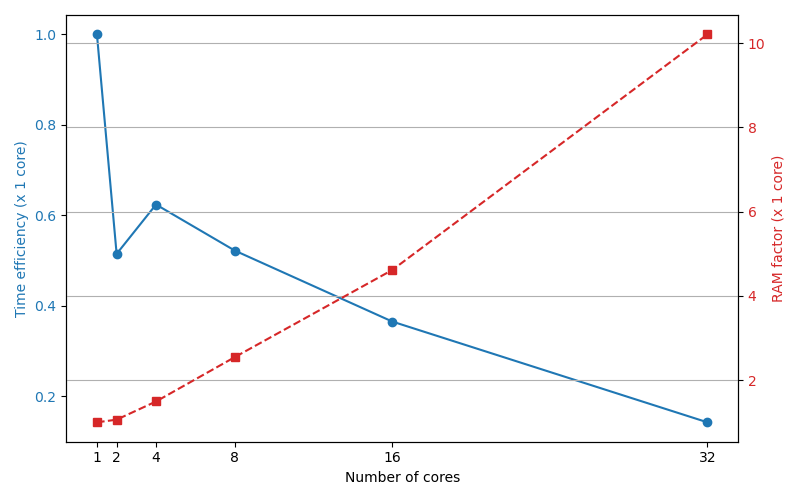 Time efficiency (x 1 core)
1.0
0.8
0.6
0.4
0.2
10
8
6
4
2
RAM factor (x 1 core)
1 2 4 8 16 32
Number of cores